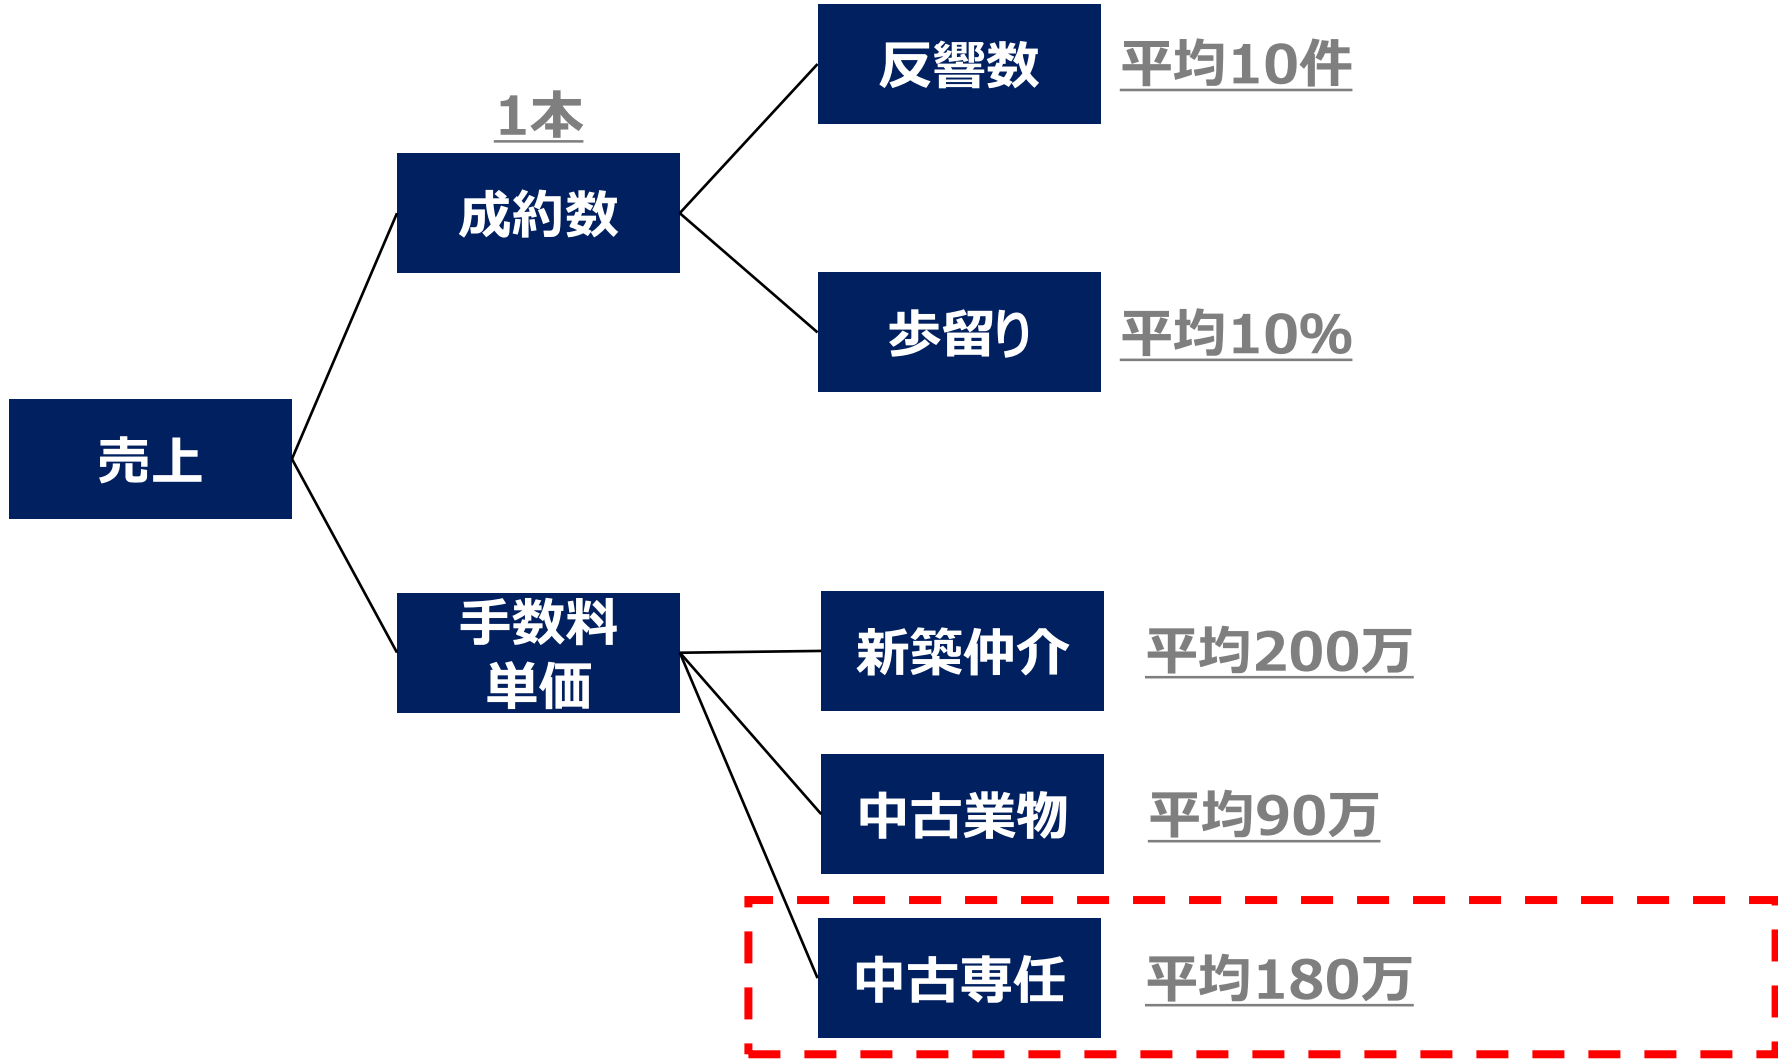 反響数
平均10件
1本
成約数
歩留り
平均10%
売上
手数料
単価
新築仲介
平均200万
中古業物
平均90万
中古専任
平均180万